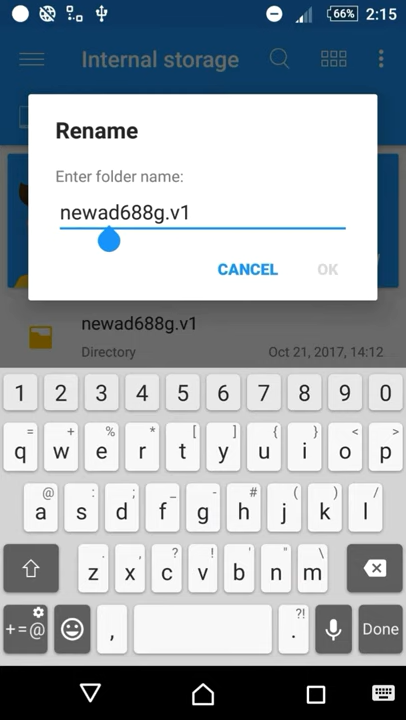 66% 2:15
Internal storage
Rename
Enter folder name:
newad688g.v1
CANCEL OK
newad688g.v1
Directory Oct 21, 2017, 14:12
1 2 3 4 5 6 7 8 9 0
= + % * [ ] { } < >
q w e r t y u i o p
@ : ; _ - # ( ) /
a s d f g h j k l
. , ? ! ' " \
z x c v b n m
?!
+=@ , . Done